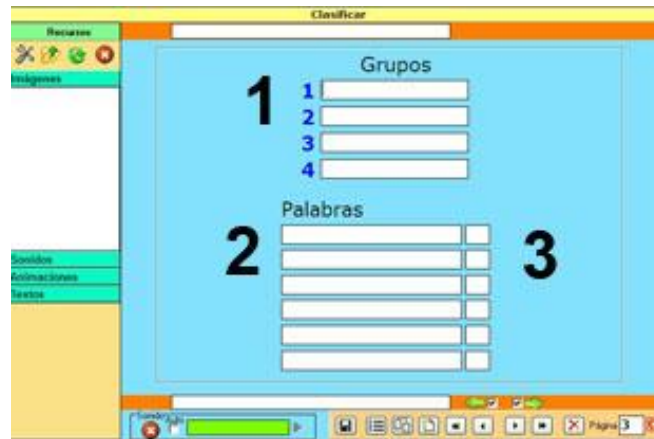 Clasificar
Recursos
Imágenes
Grupos
1
1
2
3
4
Palabras
2
3
Sonidos
Animaciones
Textos
Página 3